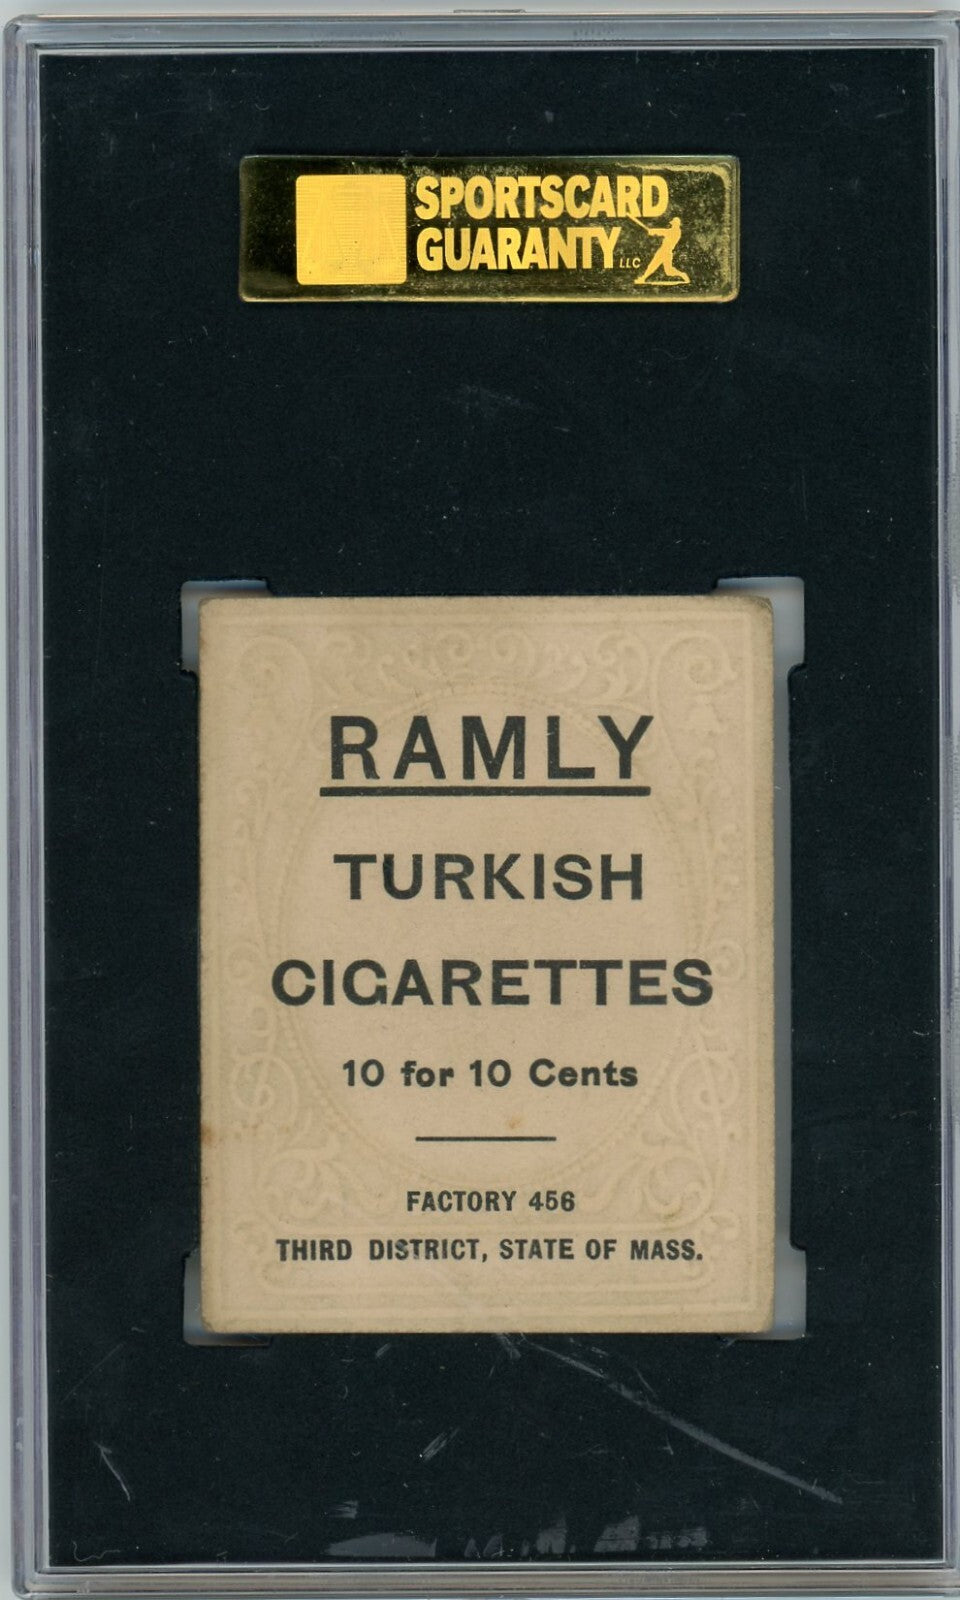 SPORTSCARD
GUARANTY LLC
RAMLY
TURKISH
CIGARETTES
10 for 10 Cents
FACTORY 456
THIRD DISTRICT, STATE OF MASS.